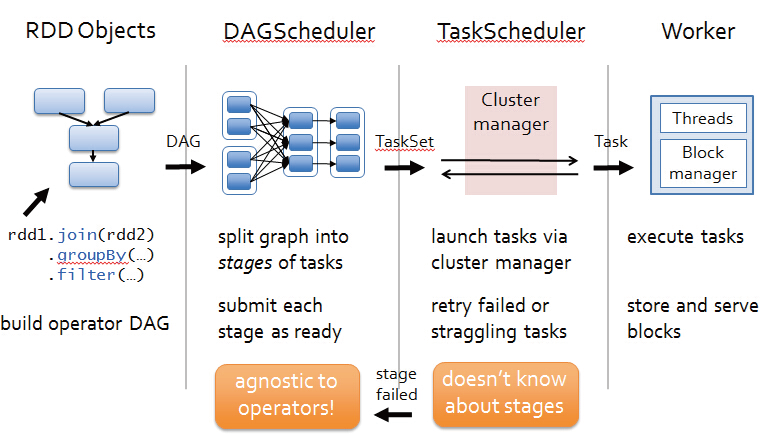 RDD Objects
DAGScheduler
TaskScheduler
Worker
DAG
TaskSet
Cluster
manager
Task
Threads
Block
manager
rdd1.join(rdd2)
.groupBy(…)
.filter(…)
build operator DAG
split graph into
stages of tasks
submit each
stage as ready
launch tasks via
cluster manager
retry failed or
straggling tasks
execute tasks
store and serve
blocks
agnostic to
operators!
stage
failed
doesn't know
about stages